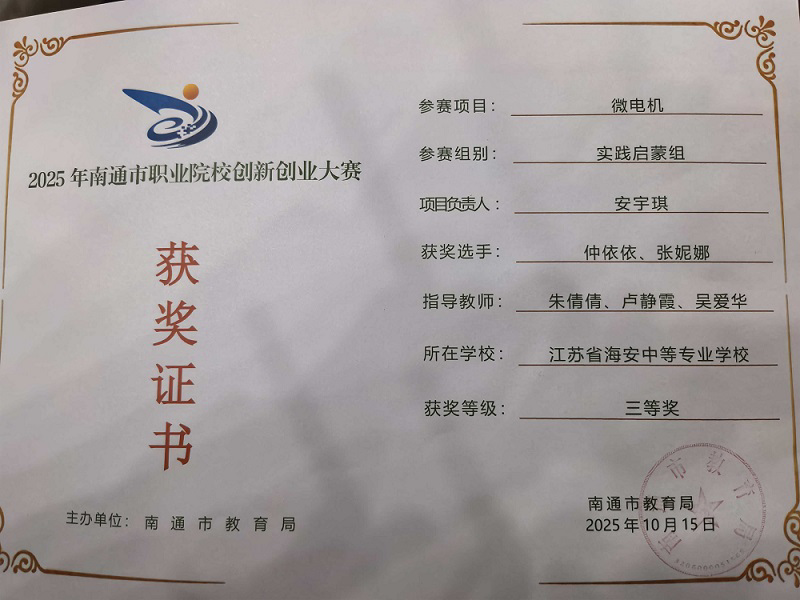 2025年南通市职业院校创新创业大赛
获奖证书
主办单位：南通市教育局
参赛项目：微电机
参赛组别：实践启蒙组
项目负责人：安宇琪
获奖选手：仲依依、张妮娜
指导教师：朱倩倩、卢静霞、吴爱华
所在学校：江苏省海安中等专业学校
获奖等级：三等奖
南通市教育局
2025年10月15日
南通市教育局